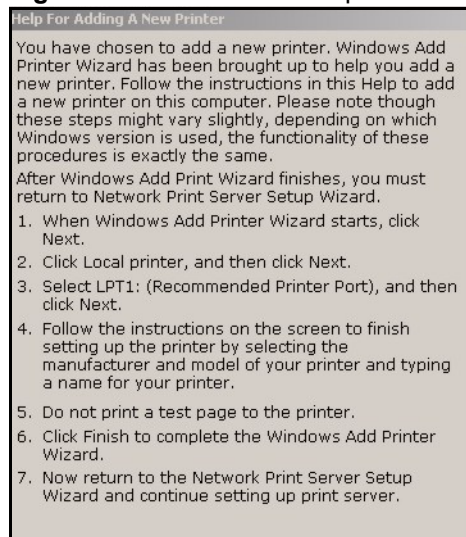 Help For Adding A New Printer
You have chosen to add a new printer. Windows Add
Printer Wizard has been brought up to help you add a
new printer. Follow the instructions in this Help to add
a new printer on this computer. Please note though
these steps might vary slightly, depending on which
Windows version is used, the functionality of these
procedures is exactly the same.
After Windows Add Print Wizard finishes, you must
return to Network Print Server Setup Wizard.
1. When Windows Add Printer Wizard starts, click
Next.
2. Click Local printer, and then click Next.
3. Select LPT1: (Recommended Printer Port), and then
click Next.
4. Follow the instructions on the screen to finish
setting up the printer by selecting the
manufacturer and model of your printer and typing
a name for your printer.
5. Do not print a test page to the printer.
6. Click Finish to complete the Windows Add Printer
Wizard.
7. Now return to the Network Print Server Setup
Wizard and continue setting up print server.